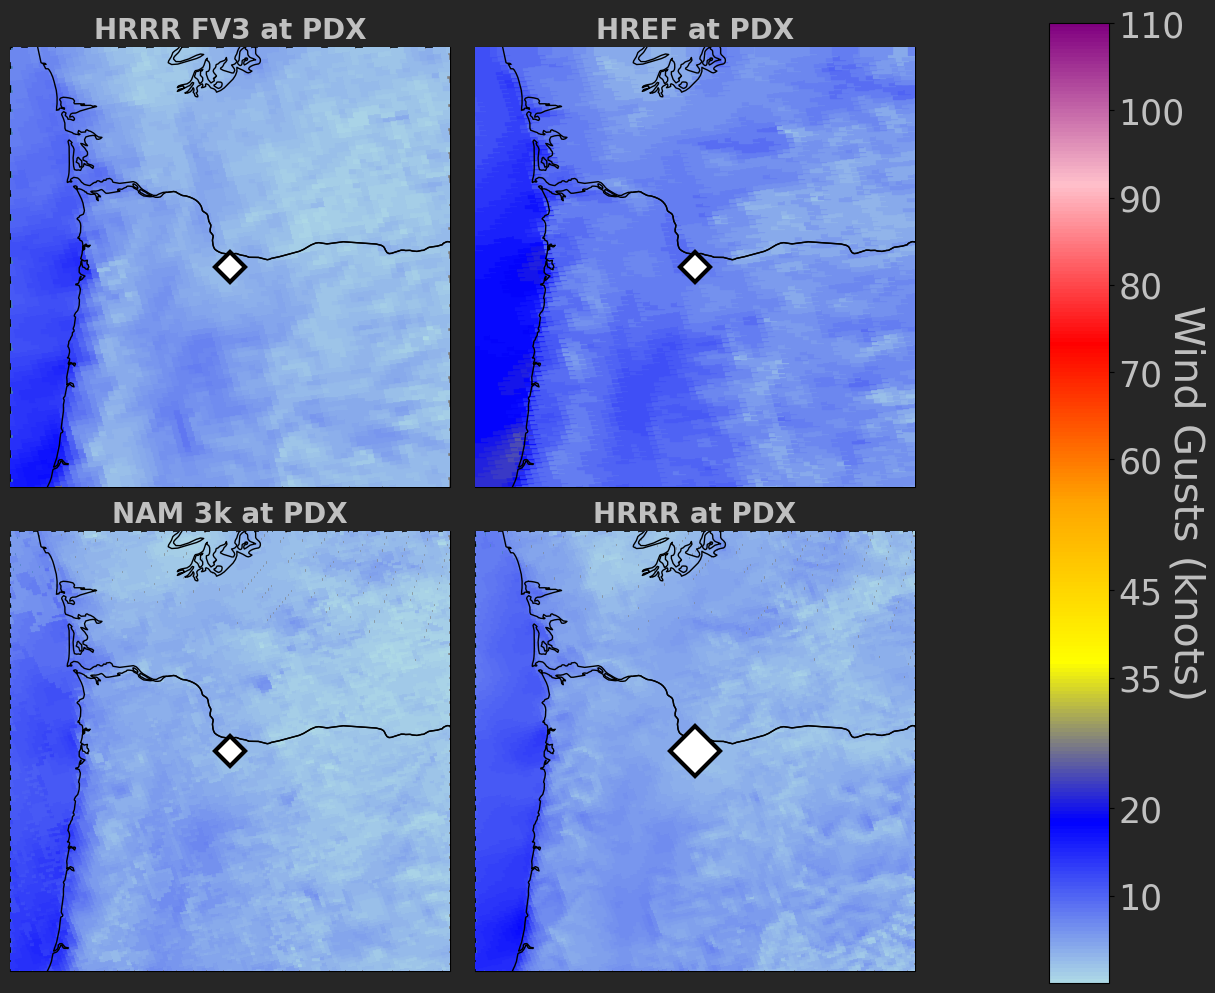 HRRR FV3 at PDX
HREF at PDX
NAM 3k at PDX
HRRR at PDX
110
100
90
80
70
60
45
35
20
10
Wind Gusts (knots)